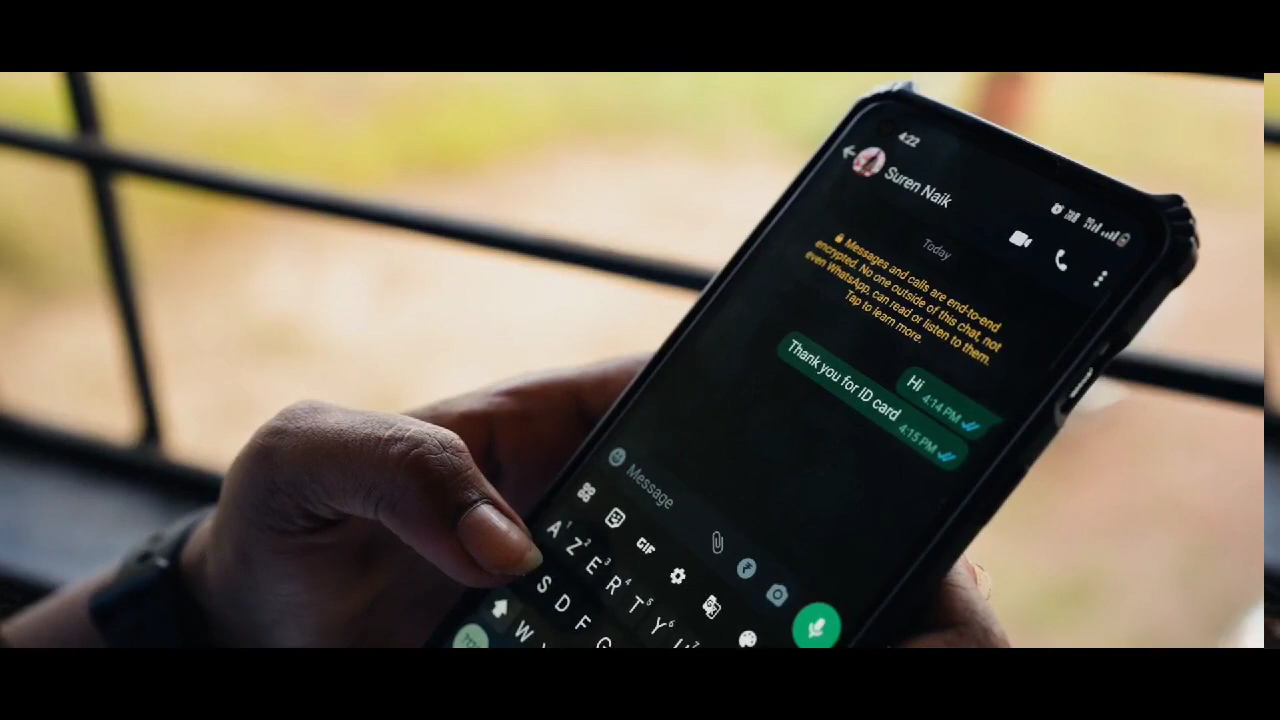 4:22
Suren Naik
Today
Messages and calls are end-to-end
encrypted. No one outside of this chat, not
even WhatsApp, can read or listen to them.
Tap to learn more.
Hi 4:14 PM
Thank you for ID card 4:15 PM
Message
GIF
A Z E R T Y
S D F G
W